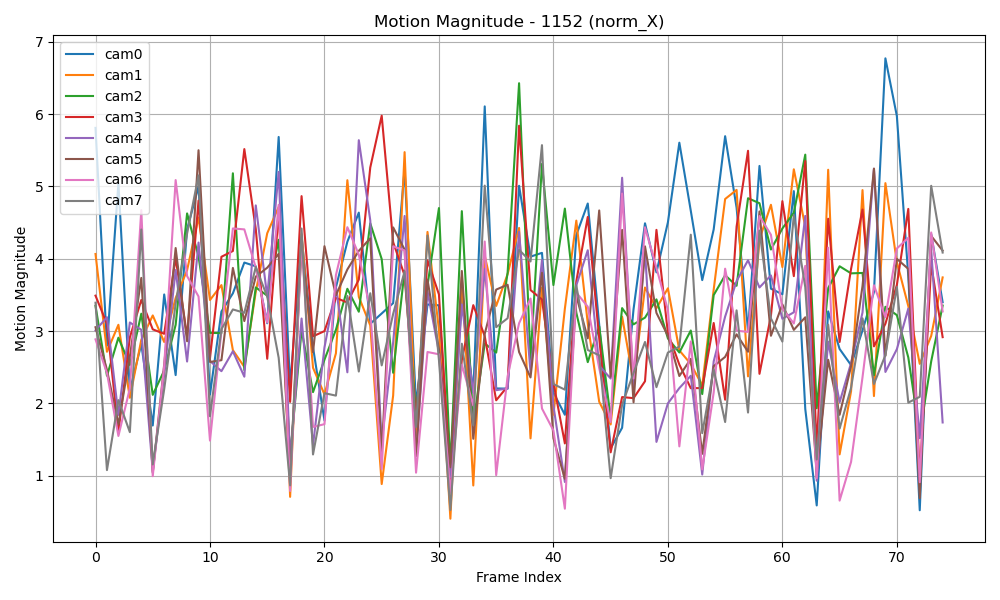 Motion Magnitude - 1152 (norm_X)
7
6
5
4
3
2
1
Motion Magnitude
cam0
cam1
cam2
cam3
cam4
cam5
cam6
cam7
0 10 20 30 40 50 60 70
Frame Index